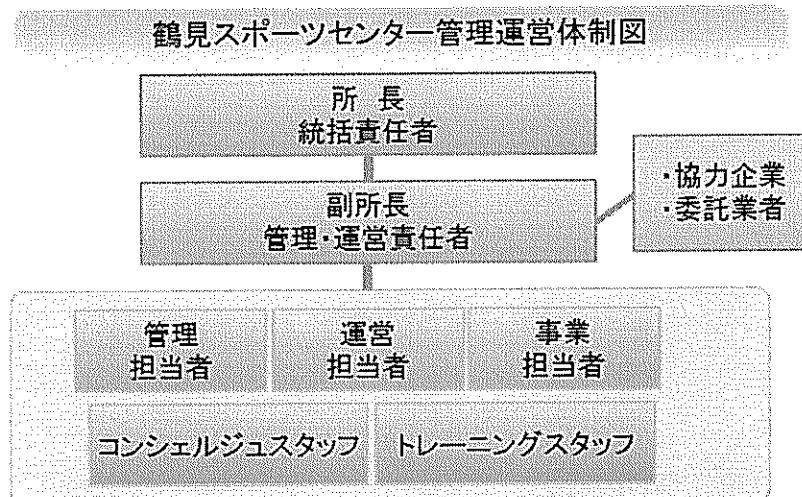 鶴見スポーツセンター管理運営体制図
所 長
統括責任者
副所長
管理・運営責任者
・協力企業
・委託業者
管理
担当者
運営
担当者
事業
担当者
コンシェルジュスタッフ
トレーニングスタッフ